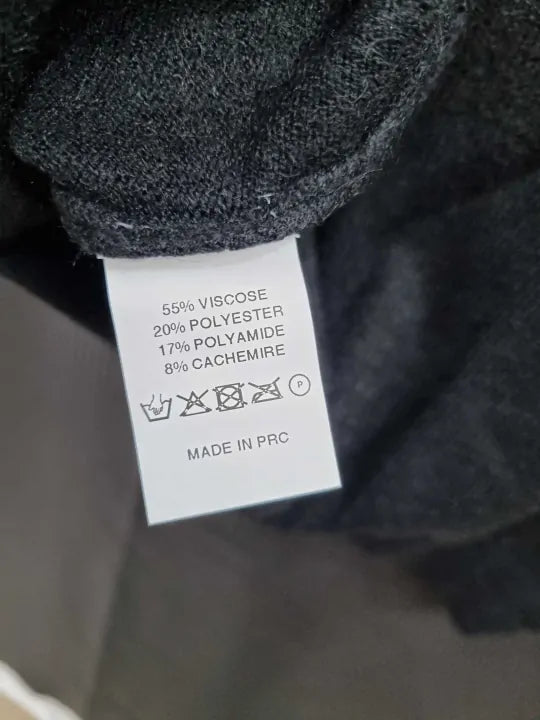 55% VISCOSE
20% POLYESTER
17% POLYAMIDE
8% CACHEMIRE
P
MADE IN PRC